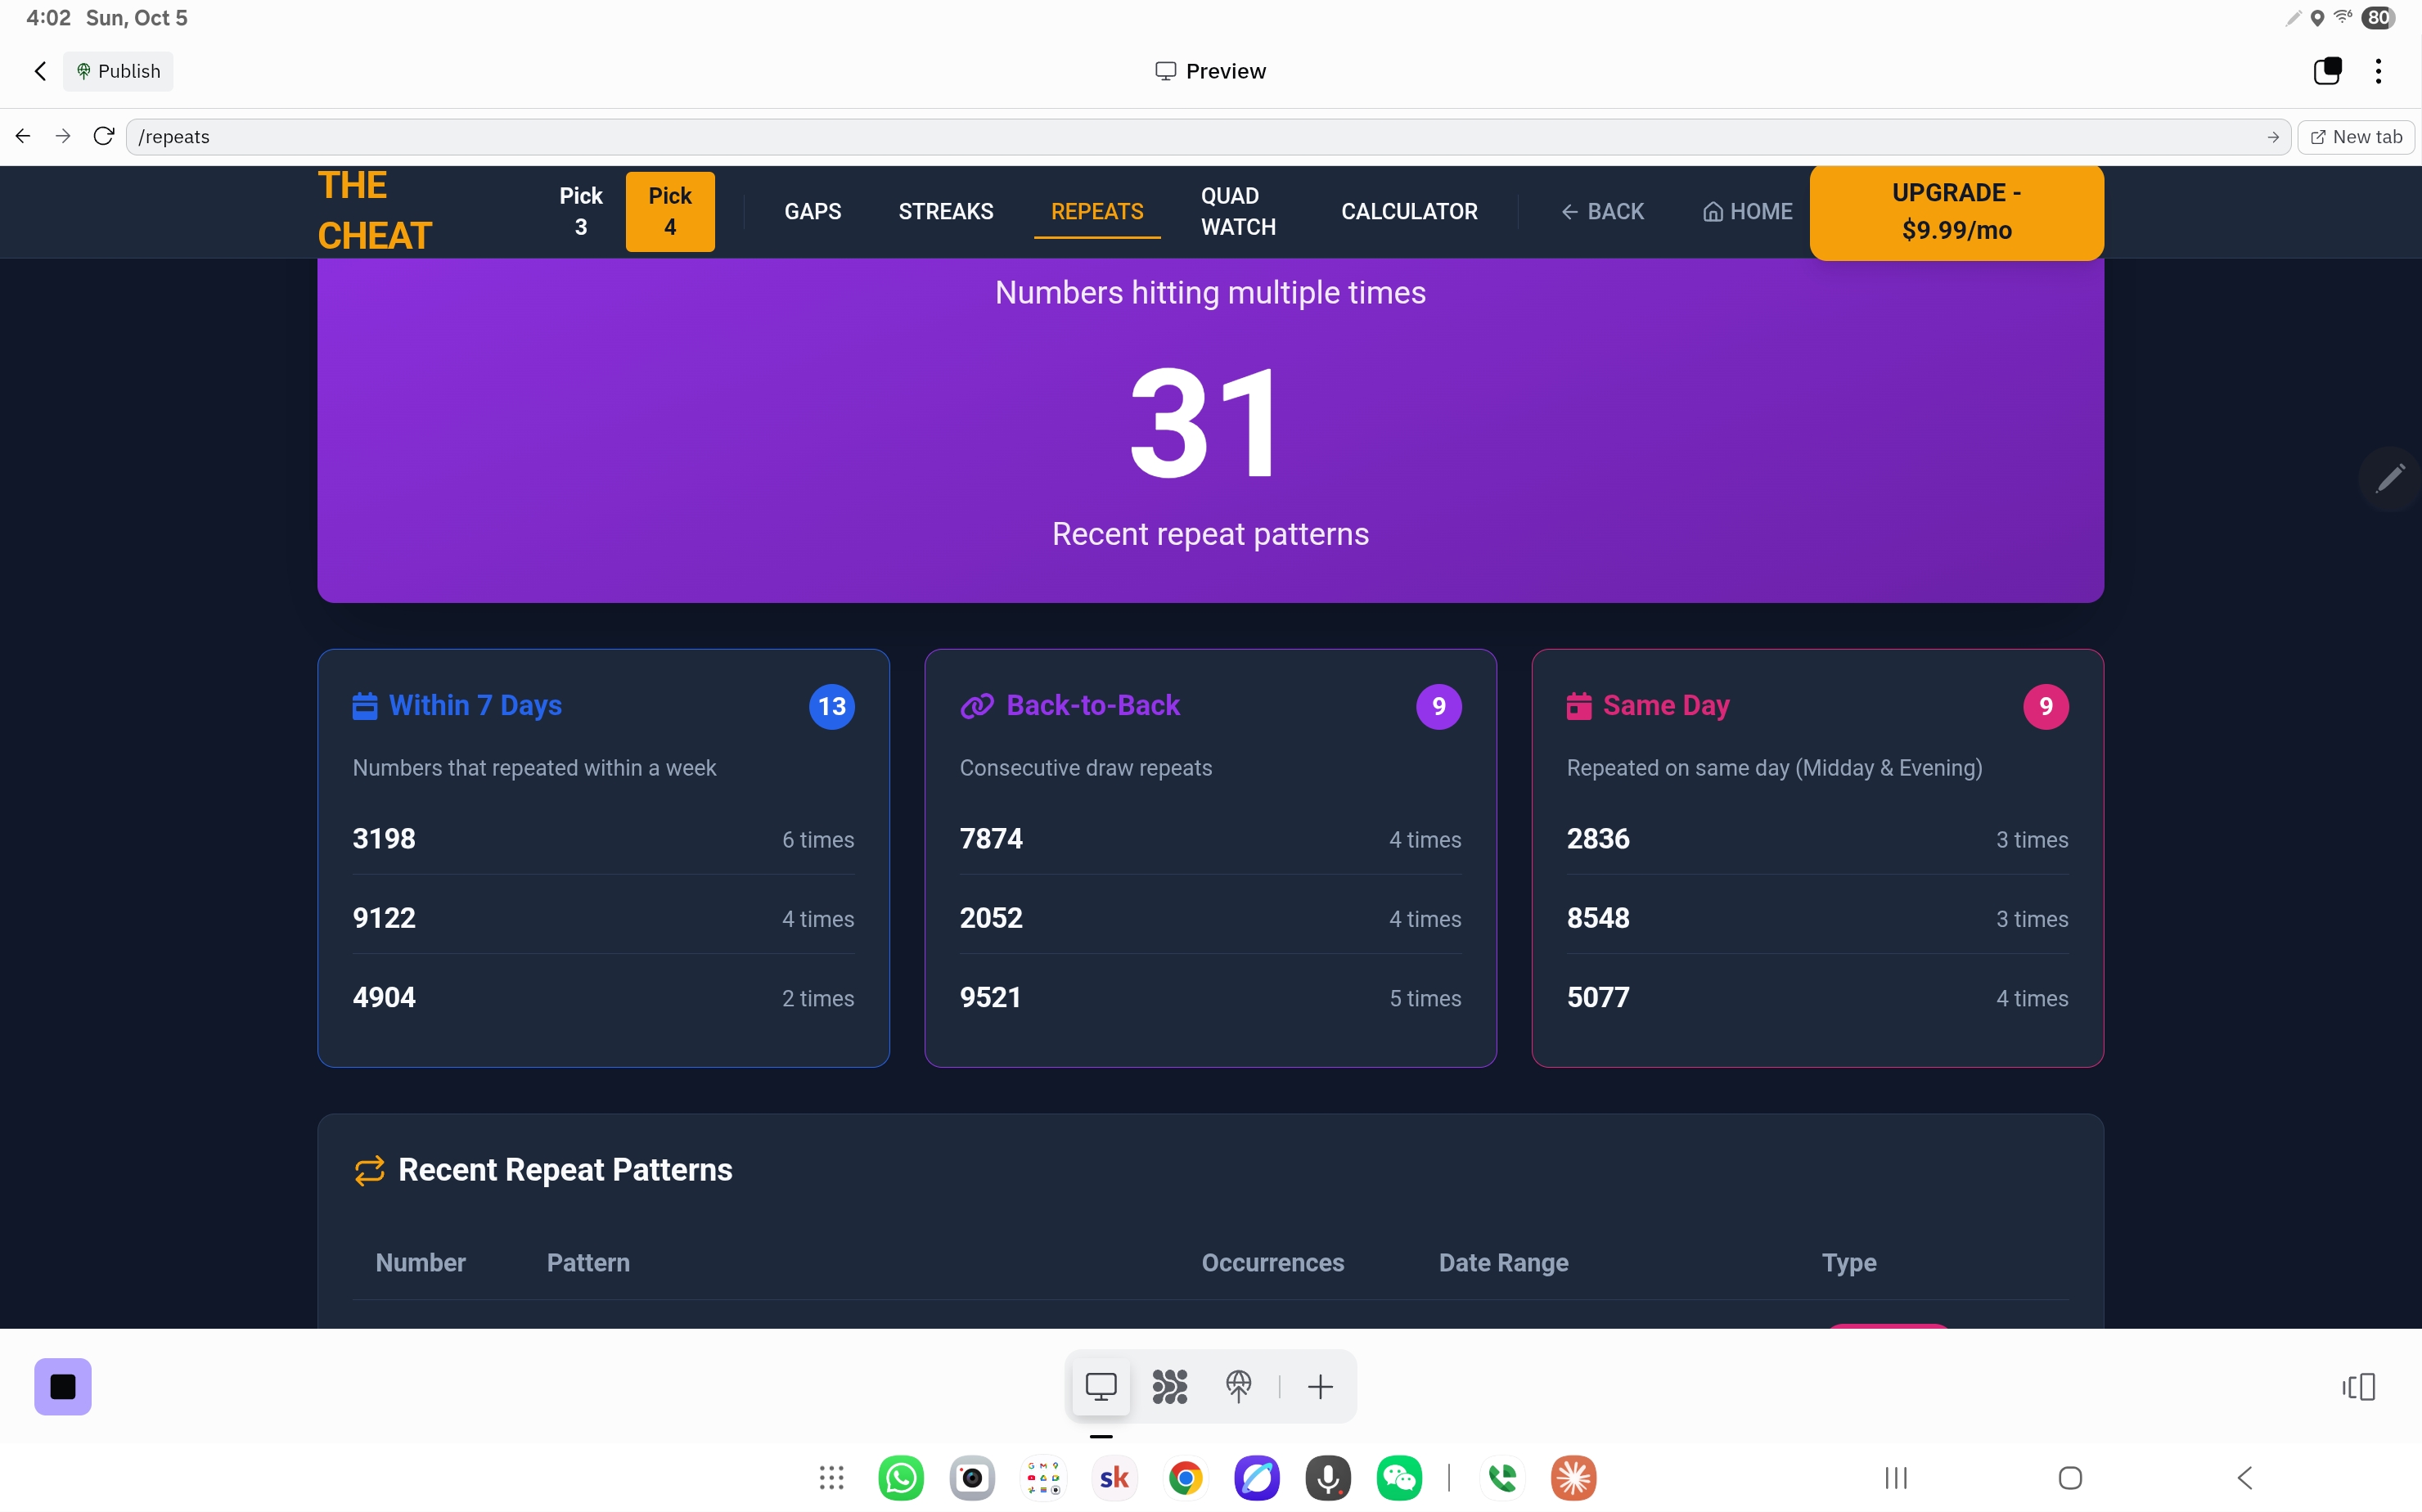 4:02 Sun, Oct 5
80
Publish
Preview
/repeats
New tab
THE
CHEAT
Pick
3
Pick
4
GAPS
STREAKS
REPEATS
QUAD
WATCH
CALCULATOR
BACK
HOME
UPGRADE -
$9.99/mo
Numbers hitting multiple times
31
Recent repeat patterns
Within 7 Days
13
Numbers that repeated within a week
3198 6 times
9122 4 times
4904 2 times
Back-to-Back
9
Consecutive draw repeats
7874 4 times
2052 4 times
9521 5 times
Same Day
9
Repeated on same day (Midday & Evening)
2836 3 times
8548 3 times
5077 4 times
Recent Repeat Patterns
Number Pattern Occurrences Date Range Type
sk